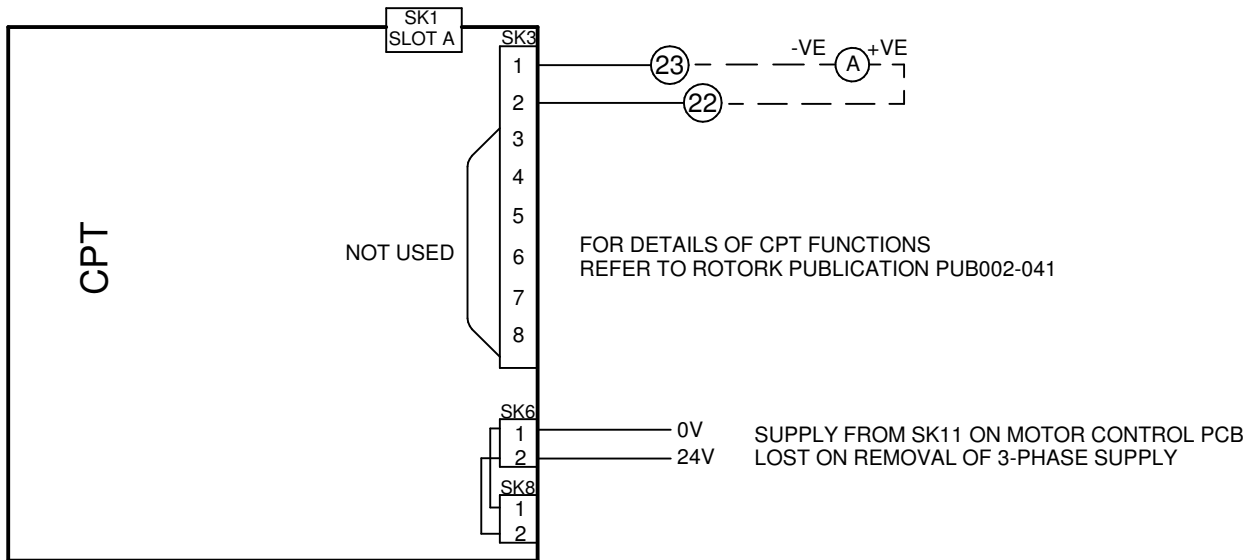 SK1
SLOT A
SK3
1
2
3
4
5
6
7
8
23
-VE
A
+VE
22
CPT
NOT USED
FOR DETAILS OF CPT FUNCTIONS
REFER TO ROTORK PUBLICATION PUB002-041
SK6
1
2
0V
24V
SUPPLY FROM SK11 ON MOTOR CONTROL PCB
LOST ON REMOVAL OF 3-PHASE SUPPLY
SK8
1
2